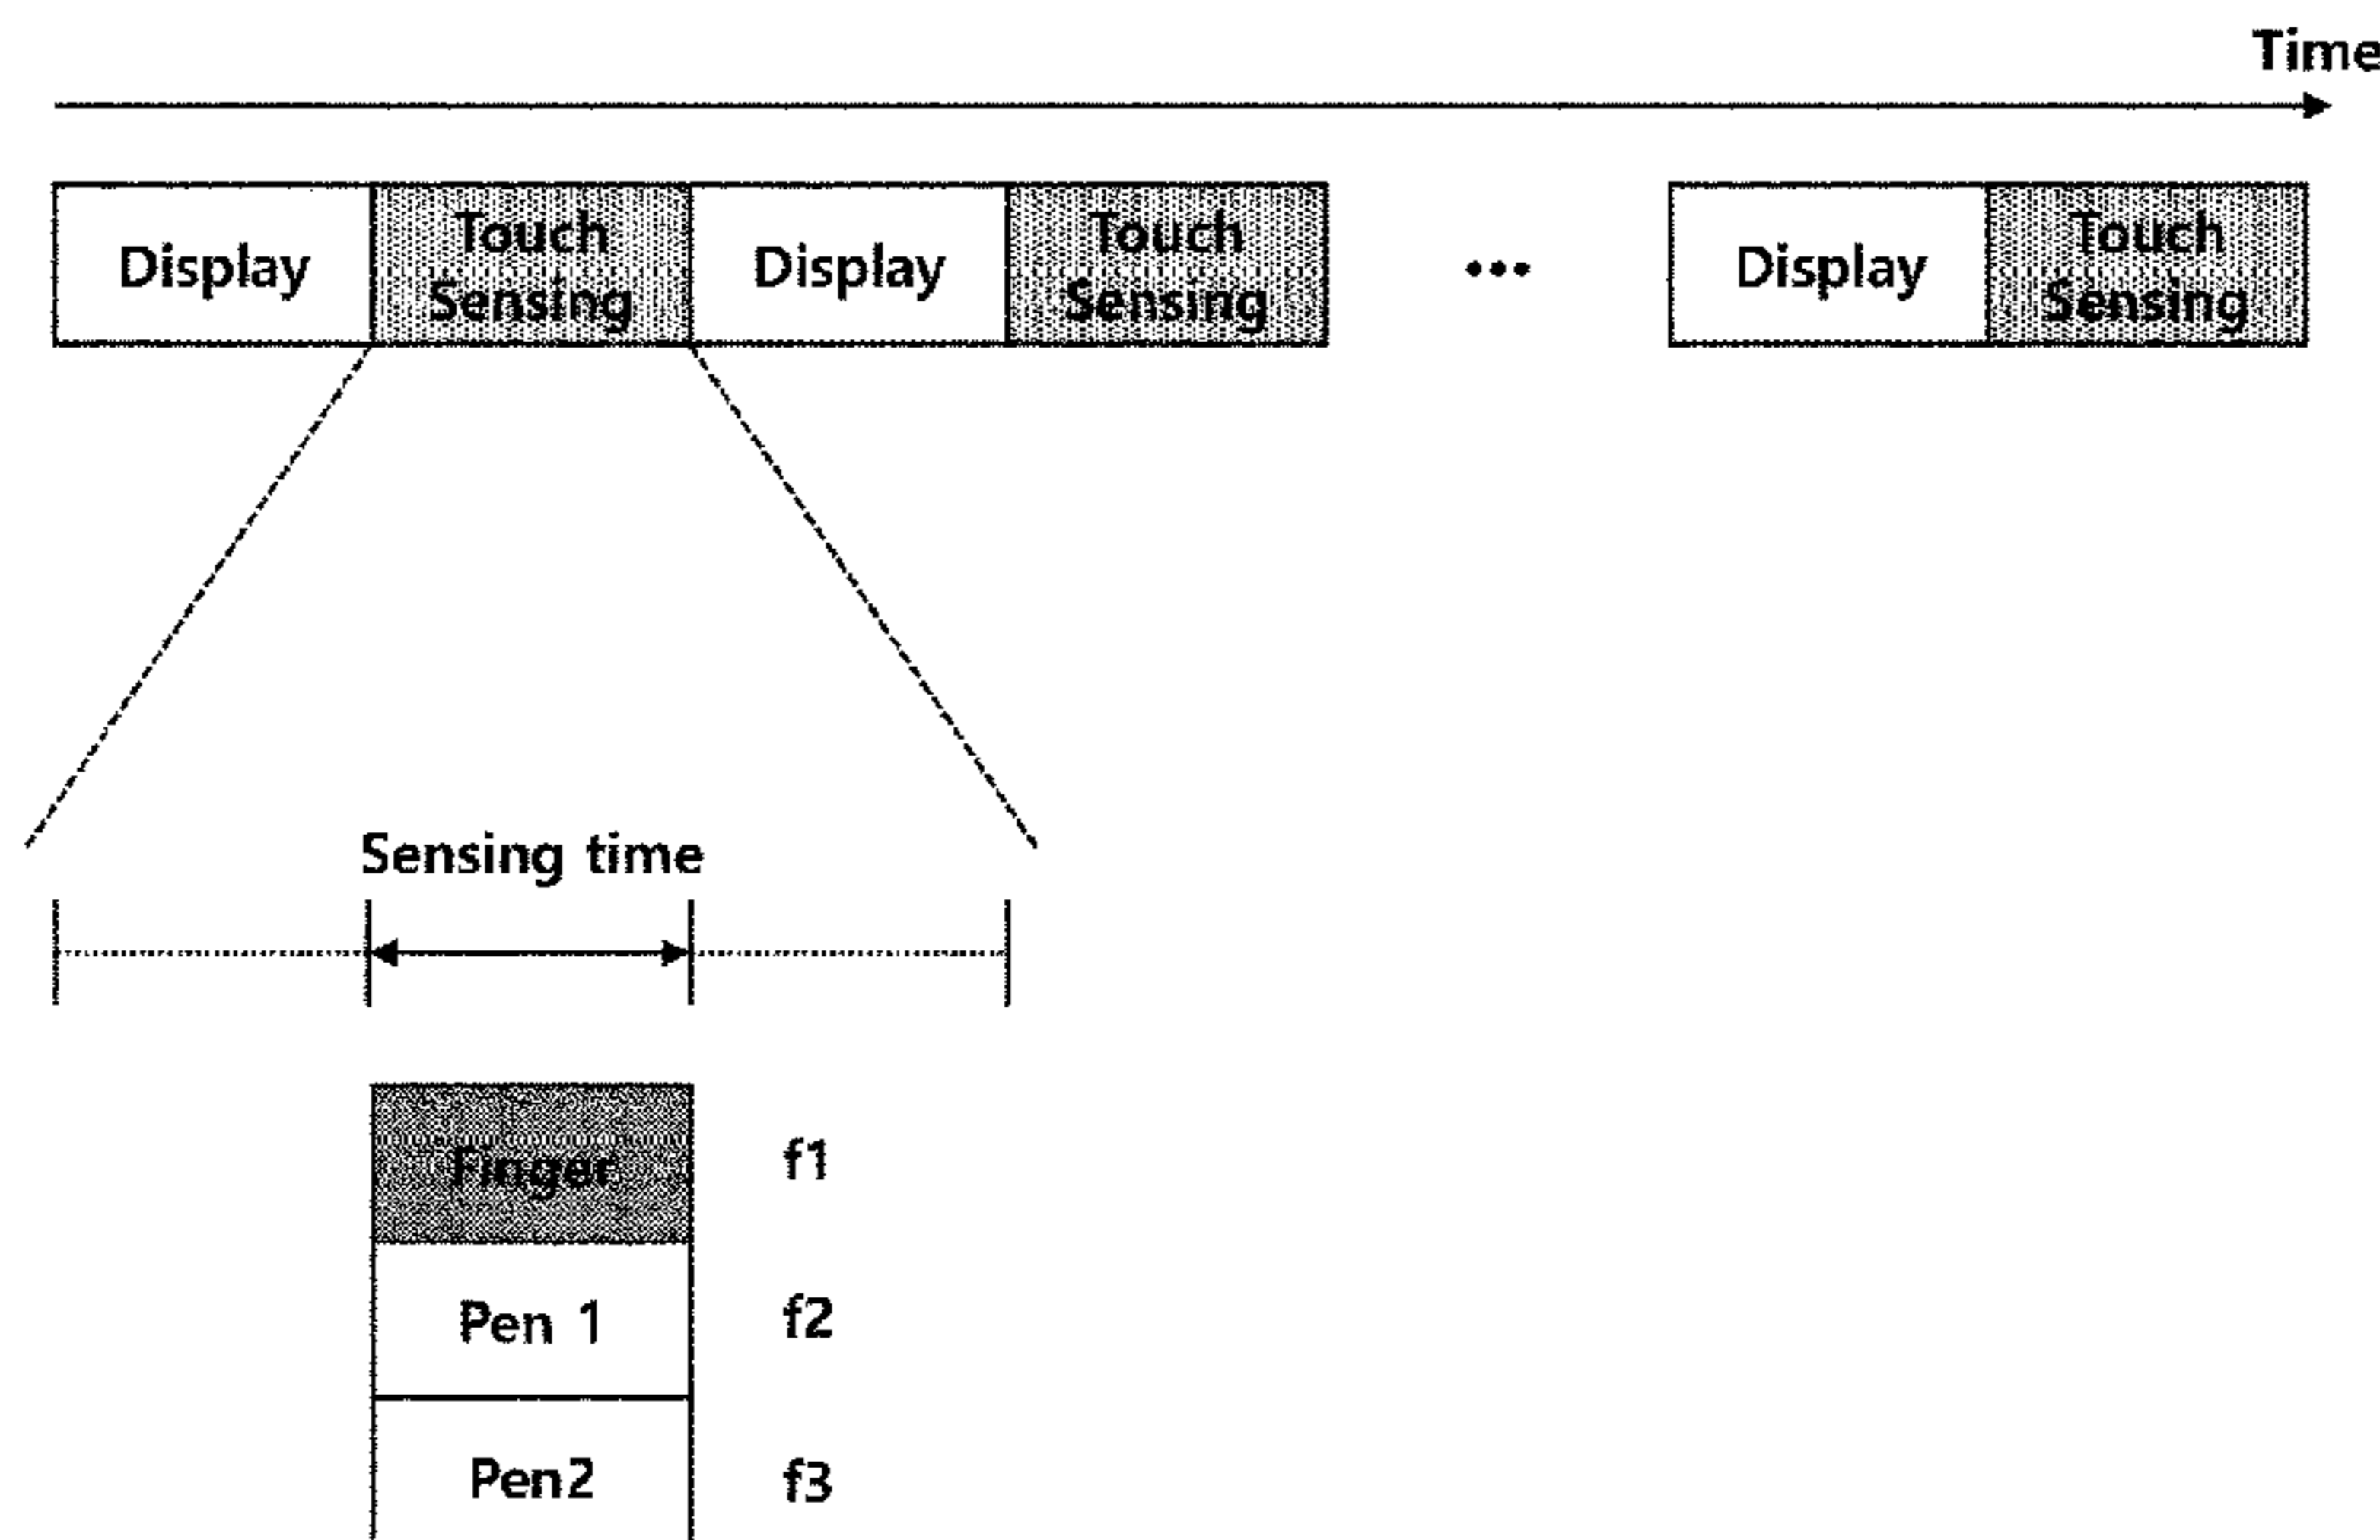 Time
Display
Touch
Sensing
Display
Touch
Sensing
•••
Display
Touch
Sensing
Sensing time
Finger
f1
Pen 1
f2
Pen2
f3